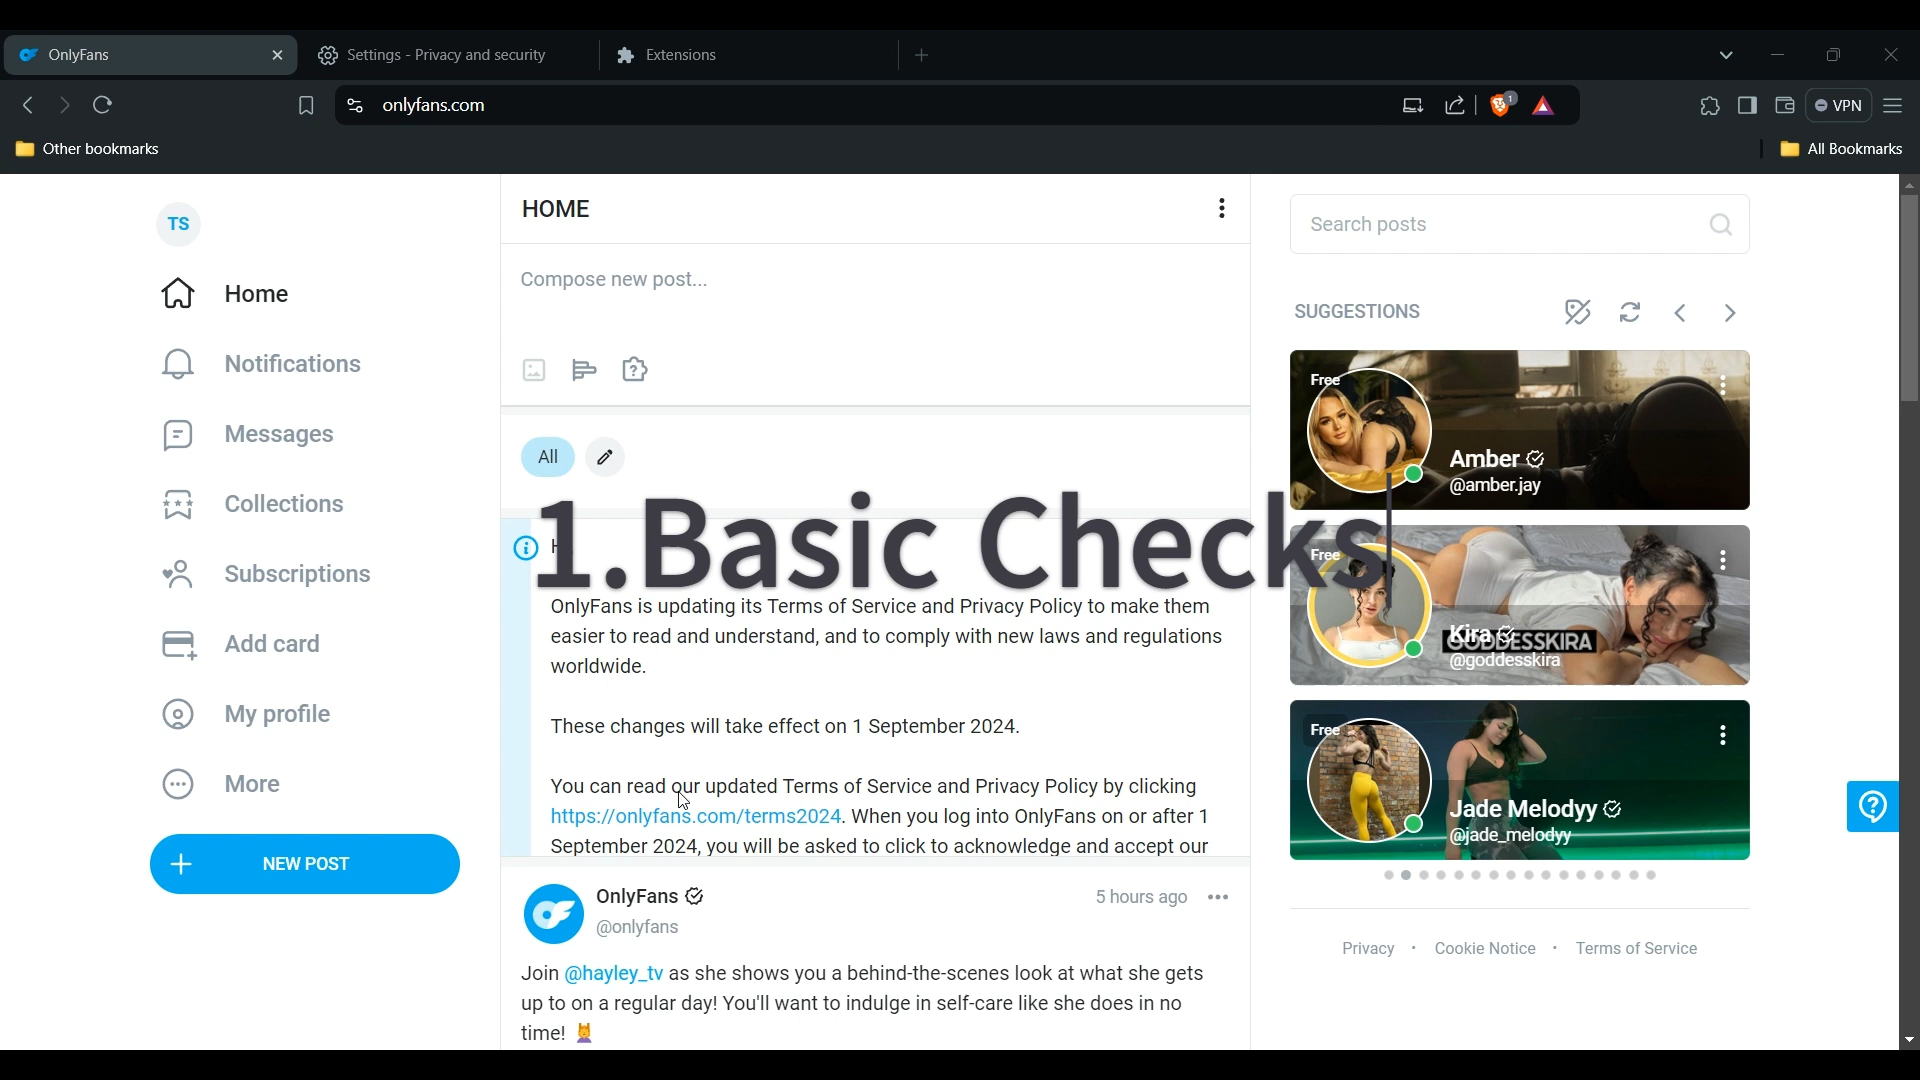 OnlyFans
Settings - Privacy and security
Extensions
onlyfans.com
1
VPN
Other bookmarks
All Bookmarks
TS
Home
Notifications
Messages
Collections
Subscriptions
Add card
My profile
More
NEW POST
HOME
Compose new post...
All
1.Basic Checks
OnlyFans is updating its Terms of Service and Privacy Policy to make them
easier to read and understand, and to comply with new laws and regulations
worldwide.
These changes will take effect on 1 September 2024.
You can read our updated Terms of Service and Privacy Policy by clicking
https://onlyfans.com/terms2024. When you log into OnlyFans on or after 1
September 2024, you will be asked to click to acknowledge and accept our
OnlyFans
@onlyfans
5 hours ago
Join @hayley_tv as she shows you a behind-the-scenes look at what she gets
up to on a regular day! You'll want to indulge in self-care like she does in no
time!
Search posts
SUGGESTIONS
Free
Amber
@amber.jay
Free
Kira
GODDESSKIRA
@goddesskira
Free
Jade Melodyy
@jade_melodyy
Privacy · Cookie Notice · Terms of Service